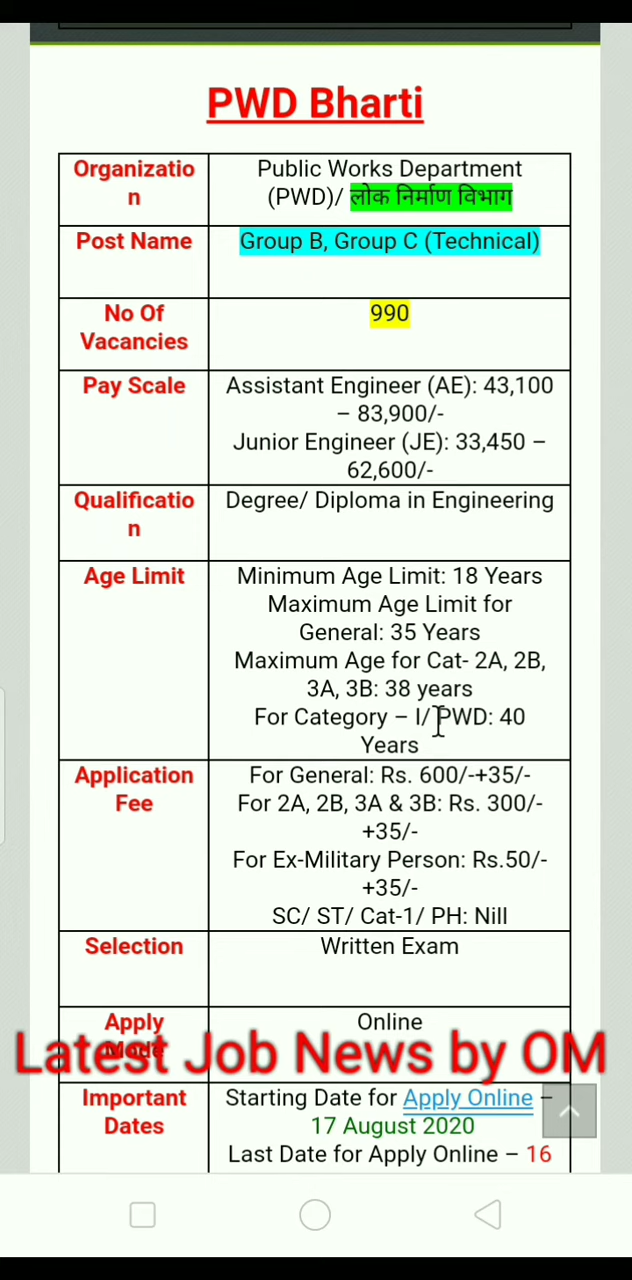 PWD Bharti
Organizatio
n
Public Works Department
(PWD)/ लोक निर्माण विभाग
Post Name
Group B, Group C (Technical)
No Of
Vacancies
990
Pay Scale
Assistant Engineer (AE): 43,100
– 83,900/-
Junior Engineer (JE): 33,450 –
62,600/-
Qualificatio
n
Degree/ Diploma in Engineering
Age Limit
Minimum Age Limit: 18 Years
Maximum Age Limit for
General: 35 Years
Maximum Age for Cat- 2A, 2B,
3A, 3B: 38 years
For Category – I/ PWD: 40
Years
Application
Fee
For General: Rs. 600/-+35/-
For 2A, 2B, 3A & 3B: Rs. 300/-
+35/-
For Ex-Military Person: Rs.50/-
+35/-
SC/ ST/ Cat-1/ PH: Nill
Selection
Written Exam
Apply
Mode
Online
Latest Job News by OM
Important
Dates
Starting Date for Apply Online –
17 August 2020
Last Date for Apply Online – 16